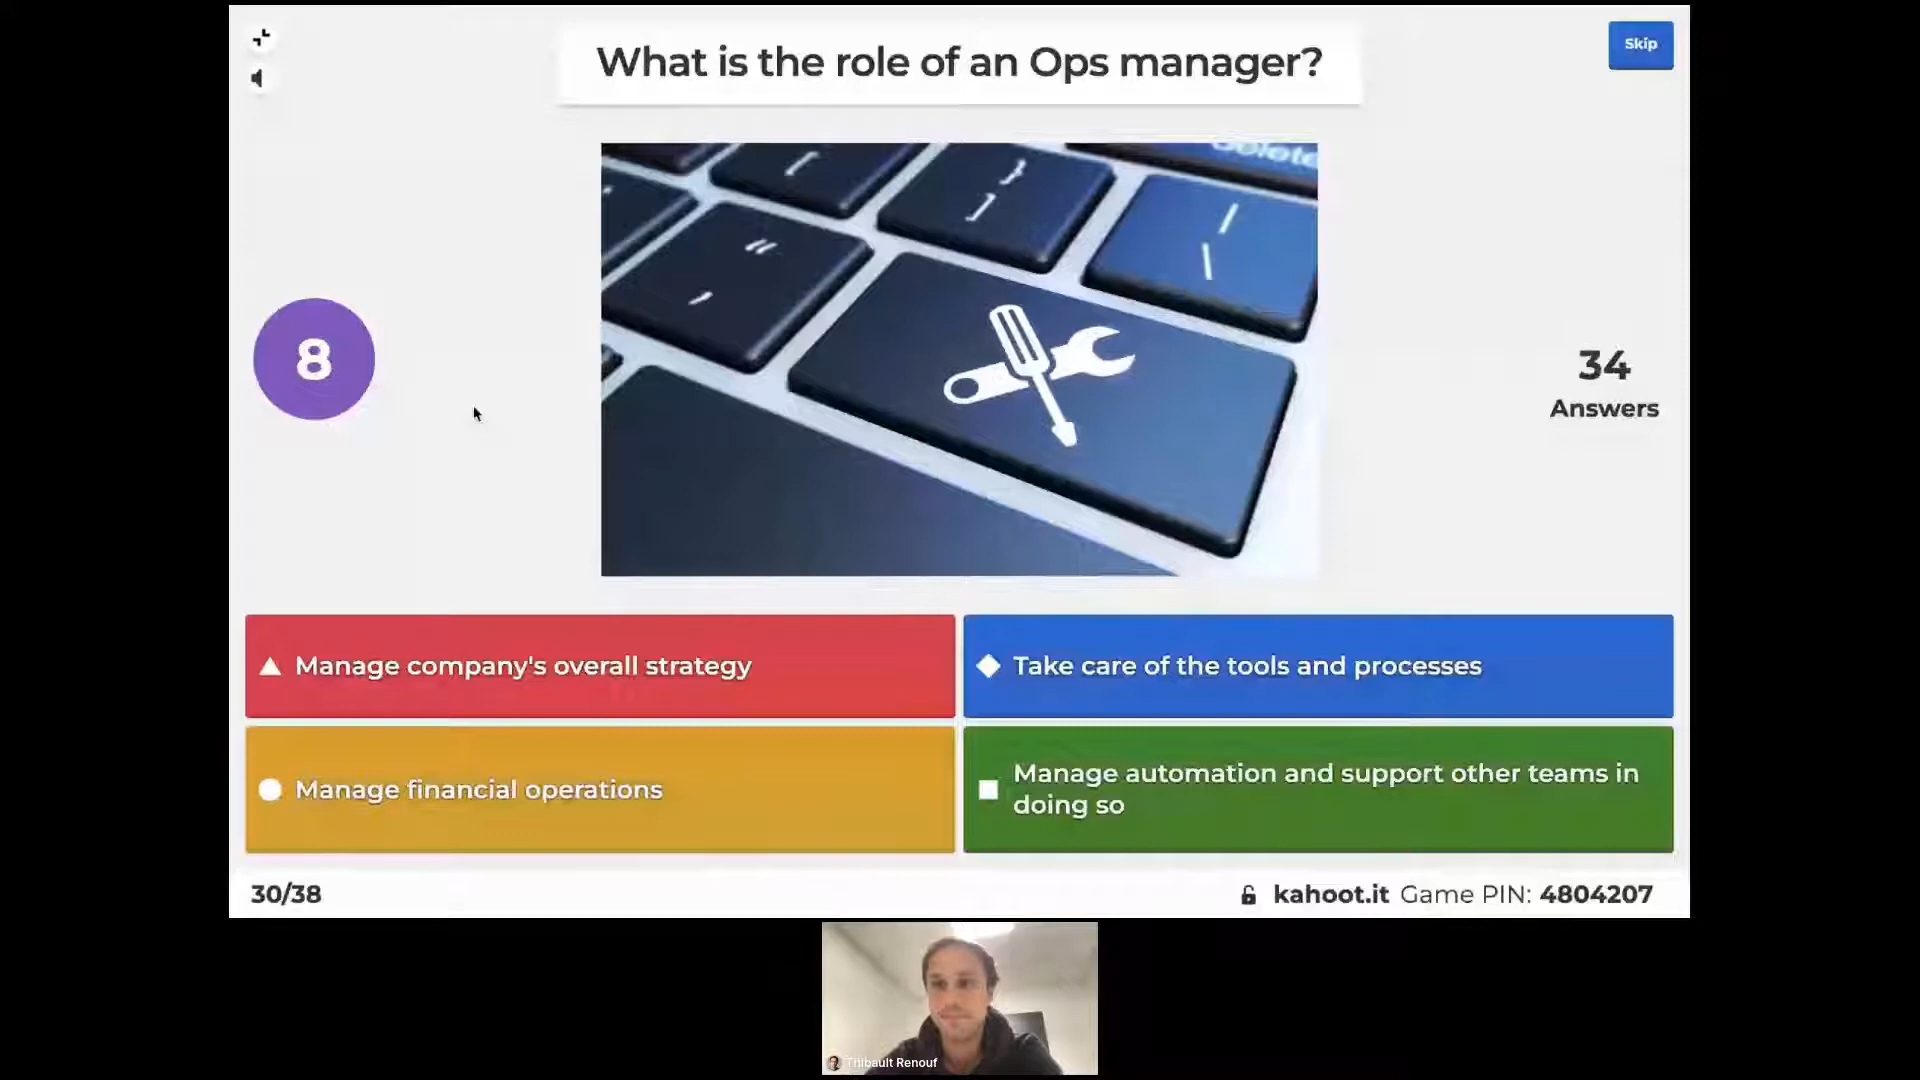 What is the role of an Ops manager?
Skip
8
34
Answers
Manage company's overall strategy
Take care of the tools and processes
Manage financial operations
Manage automation and support other teams in
doing so
30/38
kahoot.it Game PIN: 4804207
Thibault Renouf